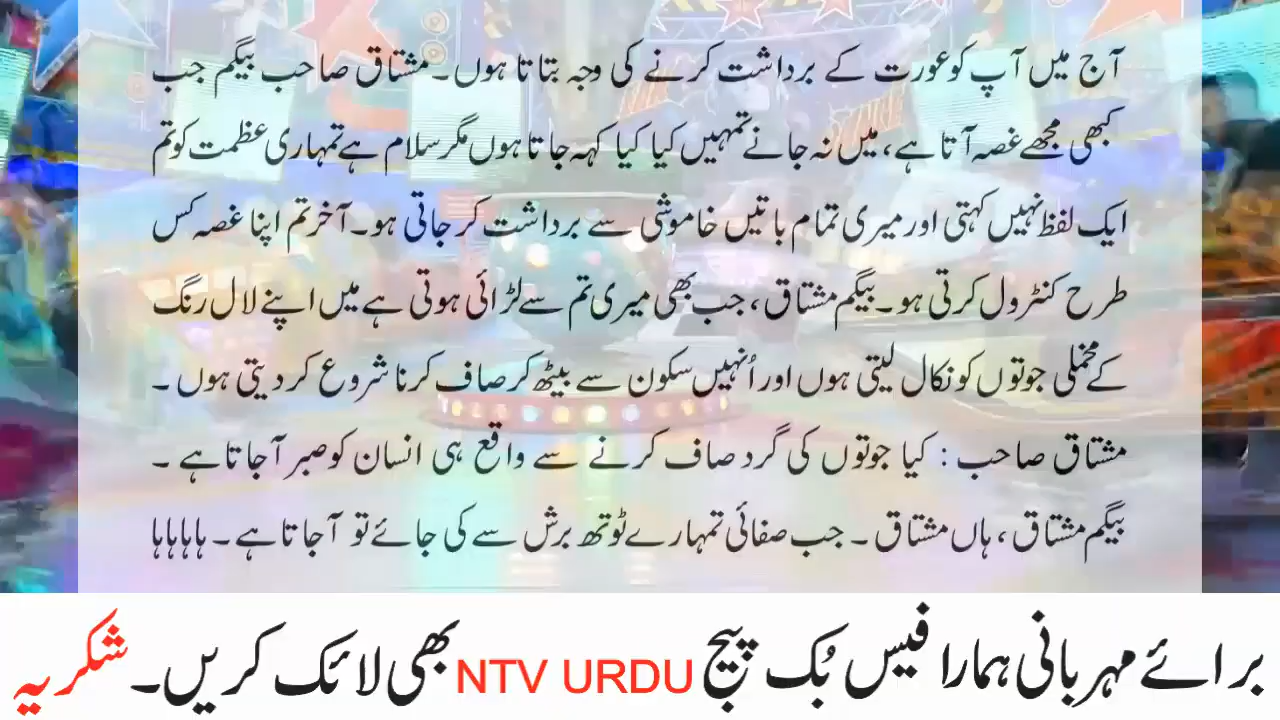 آج میں آپ کو عورت کے برداشت کرنے کی وجہ بتاتا ہوں۔ مشتاق صاحب بیگم جب
کبھی مجھے غصہ آتا ہے، میں نہ جانے تمہیں کیا کیا کہہ جاتا ہوں مگر سلام ہے تمہاری عظمت کو تم
ایک لفظ نہیں کہتی اور میری تمام باتیں خاموشی سے برداشت کر جاتی ہو۔ آخر تم اپنا غصہ کس
طرح کنٹرول کرتی ہو۔ بیگم مشتاق، جب بھی میری تم سے لڑائی ہوتی ہے میں اپنے لال رنگ
کے مخملی جوتوں کو نکال لیتی ہوں اور اُنہیں سکون سے بیٹھ کر صاف کرنا شروع کر دیتی ہوں۔
مشتاق صاحب : کیا جوتوں کی گرد صاف کرنے سے واقع ہی انسان کو صبر آجاتا ہے۔
بیگم مشتاق، ہاں مشتاق۔ جب صفائی تمہارے ٹوتھ برش سے کی جائے تو آجاتا ہے۔ ہاہاہاہا
برائے مہربانی ہمارا فیس بُک پیج NTV URDU بھی لائک کریں۔ شکریہ